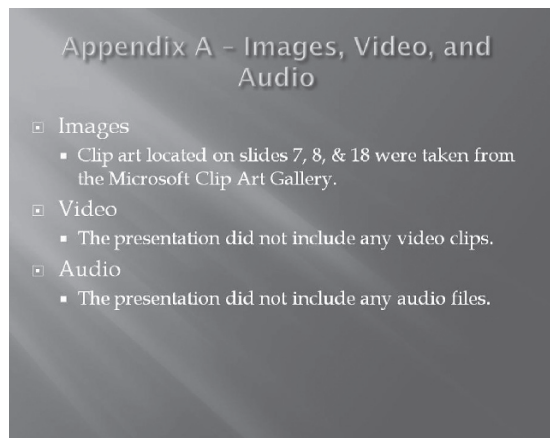 Appendix A – Images, Video, and
Audio
Images
Clip art located on slides 7, 8, & 18 were taken from
the Microsoft Clip Art Gallery.
Video
The presentation did not include any video clips.
Audio
The presentation did not include any audio files.